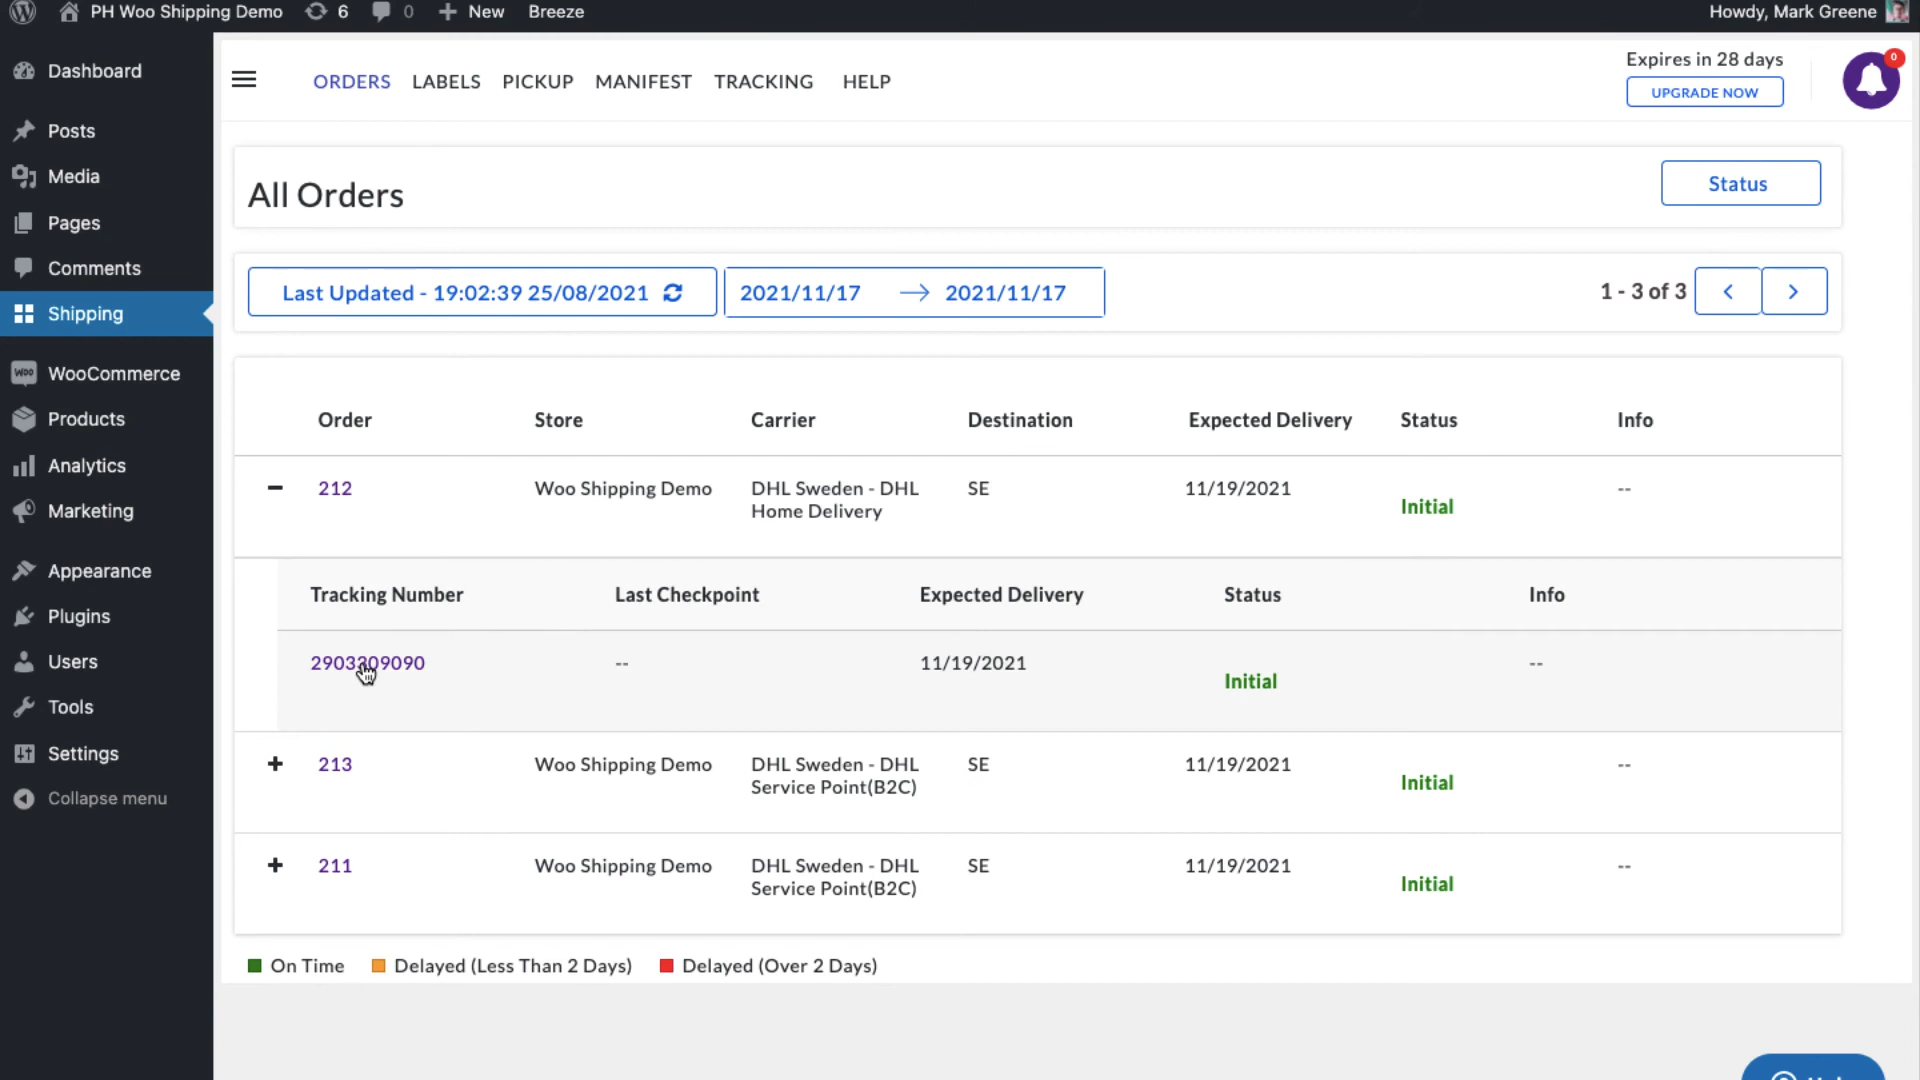 PH Woo Shipping Demo 6 0 New Breeze Howdy, Mark Greene
Dashboard
Posts
Media
Pages
Comments
Shipping
WooCommerce
Products
Analytics
Marketing
Appearance
Plugins
Users
Tools
Settings
Collapse menu
ORDERS LABELS PICKUP MANIFEST TRACKING HELP
Expires in 28 days
UPGRADE NOW
0
All Orders
Status
Last Updated - 19:02:39 25/08/2021 2021/11/17 → 2021/11/17 1 - 3 of 3 < >
Order Store Carrier Destination Expected Delivery Status Info
− 212 Woo Shipping Demo DHL Sweden - DHL SE 11/19/2021 --
Home Delivery Initial
Tracking Number Last Checkpoint Expected Delivery Status Info
2903309090 -- 11/19/2021 --
Initial
+ 213 Woo Shipping Demo DHL Sweden - DHL SE 11/19/2021 --
Service Point(B2C) Initial
+ 211 Woo Shipping Demo DHL Sweden - DHL SE 11/19/2021 --
Service Point(B2C) Initial
On Time Delayed (Less Than 2 Days) Delayed (Over 2 Days)